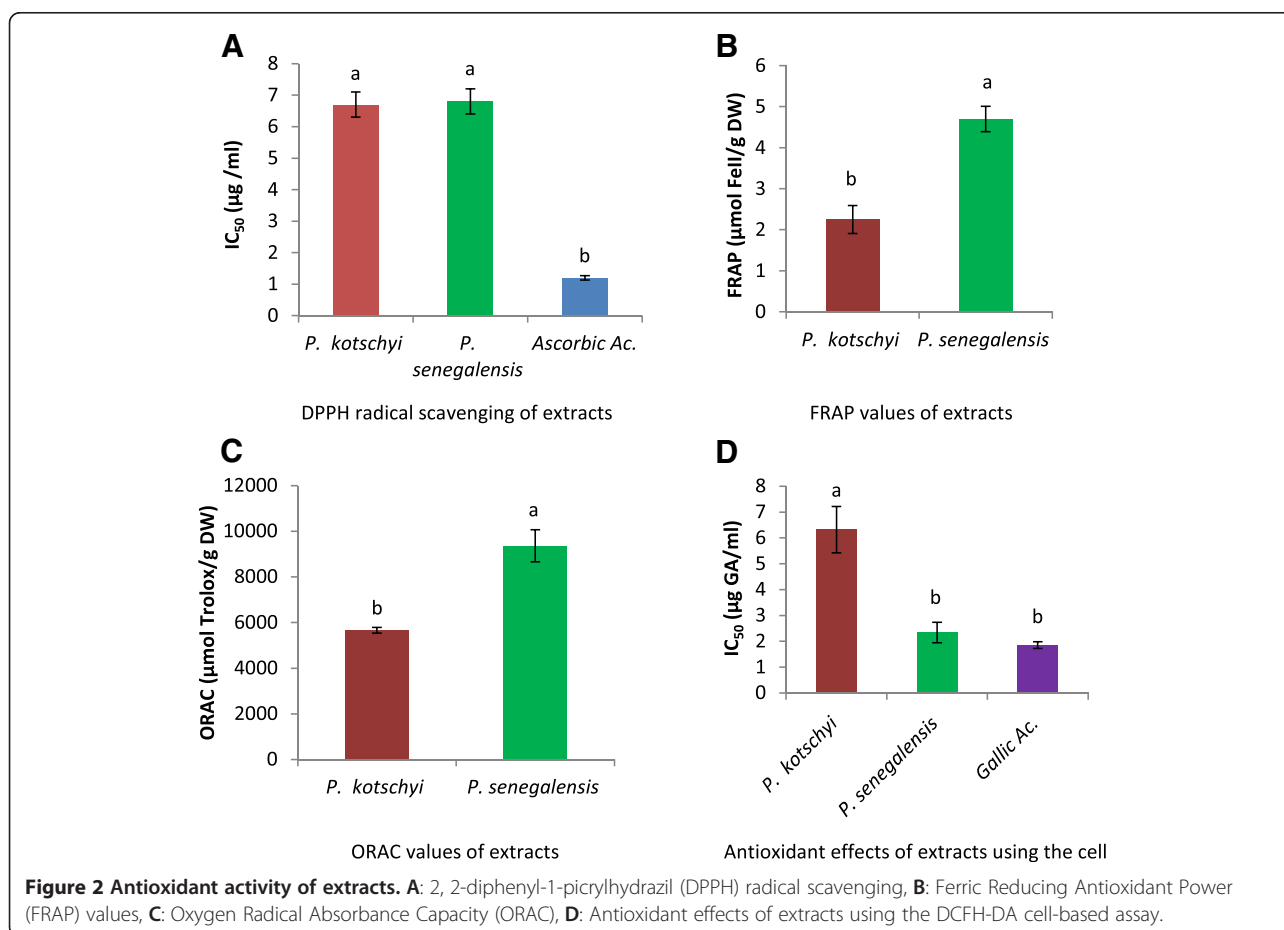 A
IC50 (µg /ml)
8
7
6
5
4
3
2
1
0
a
a
b
P. kotschyi
P. senegalensis
Ascorbic Ac.
DPPH radical scavenging of extracts
B
FRAP (µmol FeII/g DW)
6
5
4
3
2
1
0
b
a
P. kotschyi
P. senegalensis
FRAP values of extracts
C
ORAC (µmol Trolox/g DW)
12000
10000
8000
6000
4000
2000
0
b
a
P. kotschyi
P. senegalensis
ORAC values of extracts
D
IC50 (µg GA/ml)
8
7
6
5
4
3
2
1
0
a
b
b
P. kotschyi
P. senegalensis
Gallic Ac.
Antioxidant effects of extracts using the cell
Figure 2 Antioxidant activity of extracts. A: 2, 2-diphenyl-1-picrylhydrazil (DPPH) radical scavenging, B: Ferric Reducing Antioxidant Power
(FRAP) values, C: Oxygen Radical Absorbance Capacity (ORAC), D: Antioxidant effects of extracts using the DCFH-DA cell-based assay.